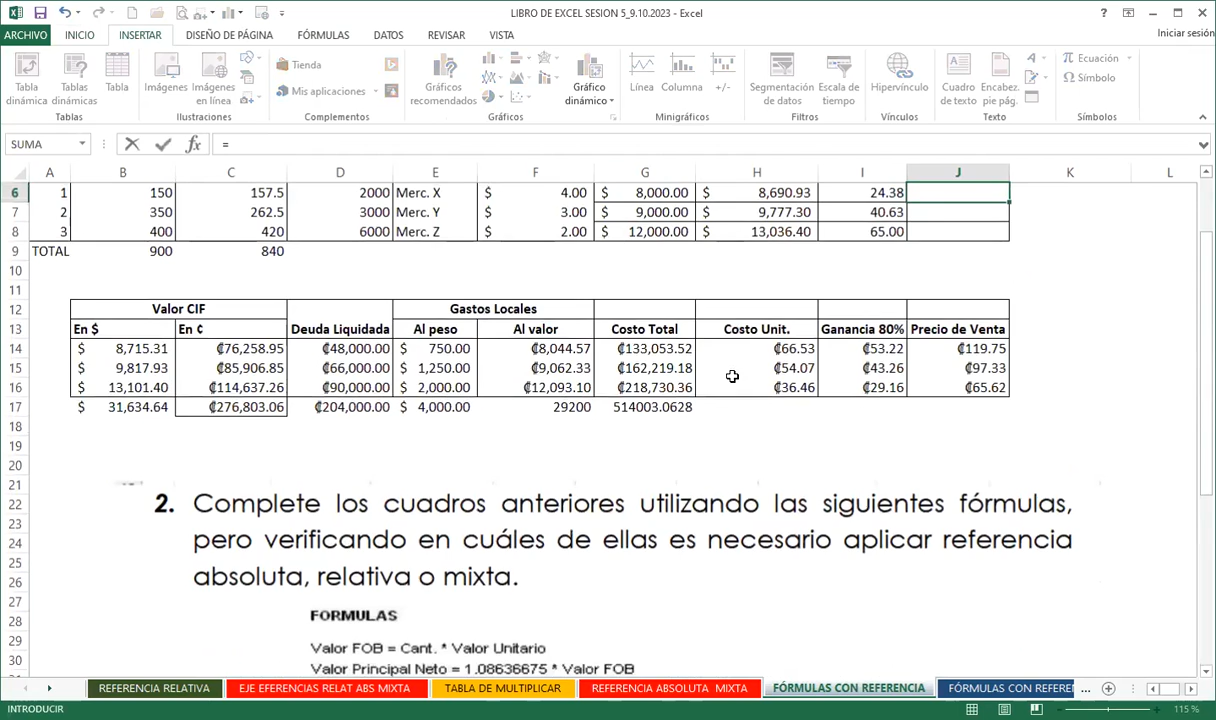 LIBRO DE EXCEL SESION 5_9.10.2023 - Excel
ARCHIVO INICIO INSERTAR DISEÑO DE PÁGINA FÓRMULAS DATOS REVISAR VISTA Iniciar sesión
Tabla dinámica Tablas dinámicas Tabla Imágenes Imágenes en línea Tienda Mis aplicaciones Gráficos recomendados Gráfico dinámico Línea Columna +/- Segmentación de datos Escala de tiempo Hipervínculo Cuadro de texto Encabez. pie pág. Ecuación Símbolo
Tablas Ilustraciones Complementos Gráficos Minigráficos Filtros Vínculos Texto Símbolos
SUMA fx =
A B C D E F G H I J K L
6 1 150 157.5 2000 Merc. X $ 4.00 $ 8,000.00 $ 8,690.93 24.38
7 2 350 262.5 3000 Merc. Y $ 3.00 $ 9,000.00 $ 9,777.30 40.63
8 3 400 420 6000 Merc. Z $ 2.00 $ 12,000.00 $ 13,036.40 65.00
9 TOTAL 900 840
10
11
12 Valor CIF Gastos Locales
13 En $ En ¢ Deuda Liquidada Al peso Al valor Costo Total Costo Unit. Ganancia 80% Precio de Venta
14 $ 8,715.31 ₡76,258.95 ₡48,000.00 $ 750.00 ₡8,044.57 ₡133,053.52 ₡66.53 ₡53.22 ₡119.75
15 $ 9,817.93 ₡85,906.85 ₡66,000.00 $ 1,250.00 ₡9,062.33 ₡162,219.18 ₡54.07 ₡43.26 ₡97.33
16 $ 13,101.40 ₡114,637.26 ₡90,000.00 $ 2,000.00 ₡12,093.10 ₡218,730.36 ₡36.46 ₡29.16 ₡65.62
17 $ 31,634.64 ₡276,803.06 ₡204,000.00 $ 4,000.00 29200 514003.0628
18
19
20
21
22 2. Complete los cuadros anteriores utilizando las siguientes fórmulas,
23
24 pero verificando en cuáles de ellas es necesario aplicar referencia
25
26 absoluta, relativa o mixta.
27
28 FORMULAS
29 Valor FOB = Cant. * Valor Unitario
30 Valor Principal Neto = 1.08636675 * Valor FOB
REFERENCIA RELATIVA EJE EFERENCIAS RELAT ABS MIXTA TABLA DE MULTIPLICAR REFERENCIA ABSOLUTA MIXTA FÓRMULAS CON REFERENCIA FÓRMULAS CON REFEREN ...
INTRODUCIR 115 %